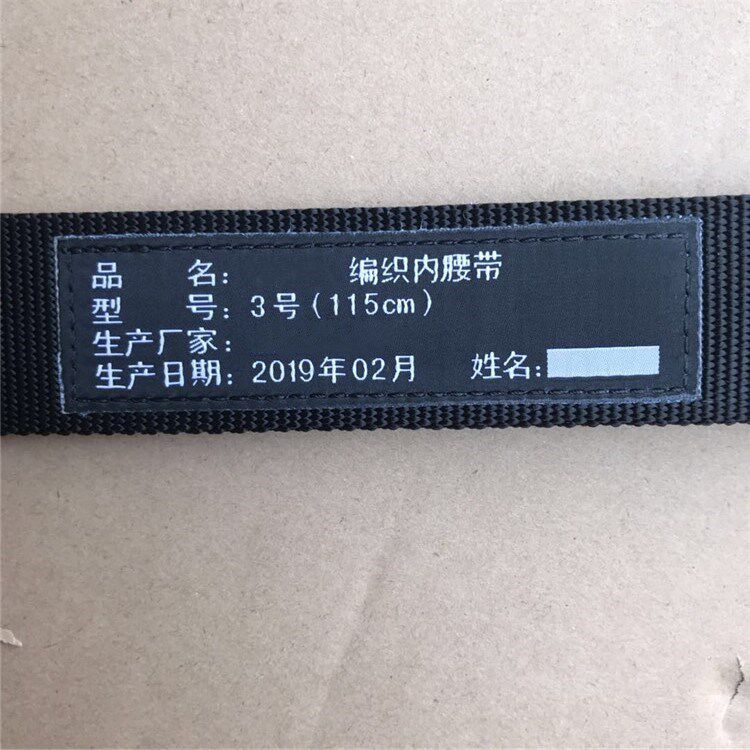 品 名: 编织内腰带
型 号: 3号(115cm)
生产厂家:
生产日期: 2019年02月 姓名: